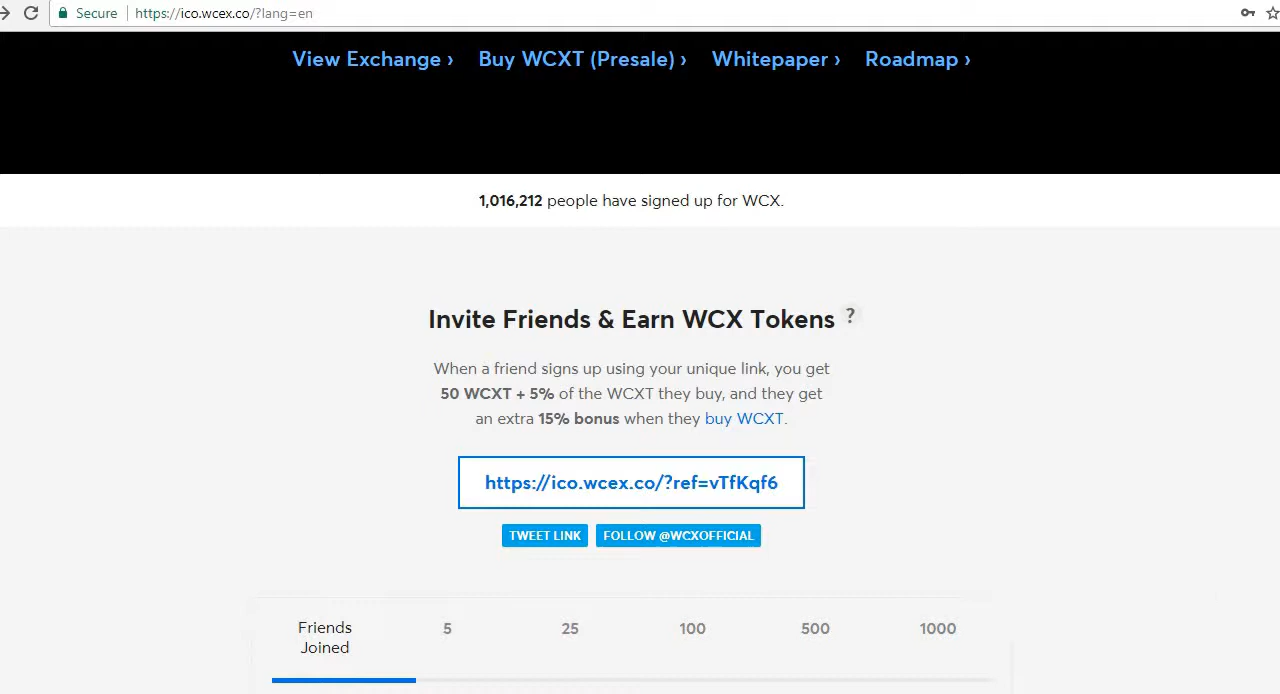 Secure | https://ico.wcex.co/?lang=en
View Exchange › Buy WCXT (Presale) › Whitepaper › Roadmap ›
1,016,212 people have signed up for WCX.
Invite Friends & Earn WCX Tokens ?
When a friend signs up using your unique link, you get
50 WCXT + 5% of the WCXT they buy, and they get
an extra 15% bonus when they buy WCXT.
https://ico.wcex.co/?ref=vTfKqf6
TWEET LINK FOLLOW @WCXOFFICIAL
Friends 5 25 100 500 1000
Joined